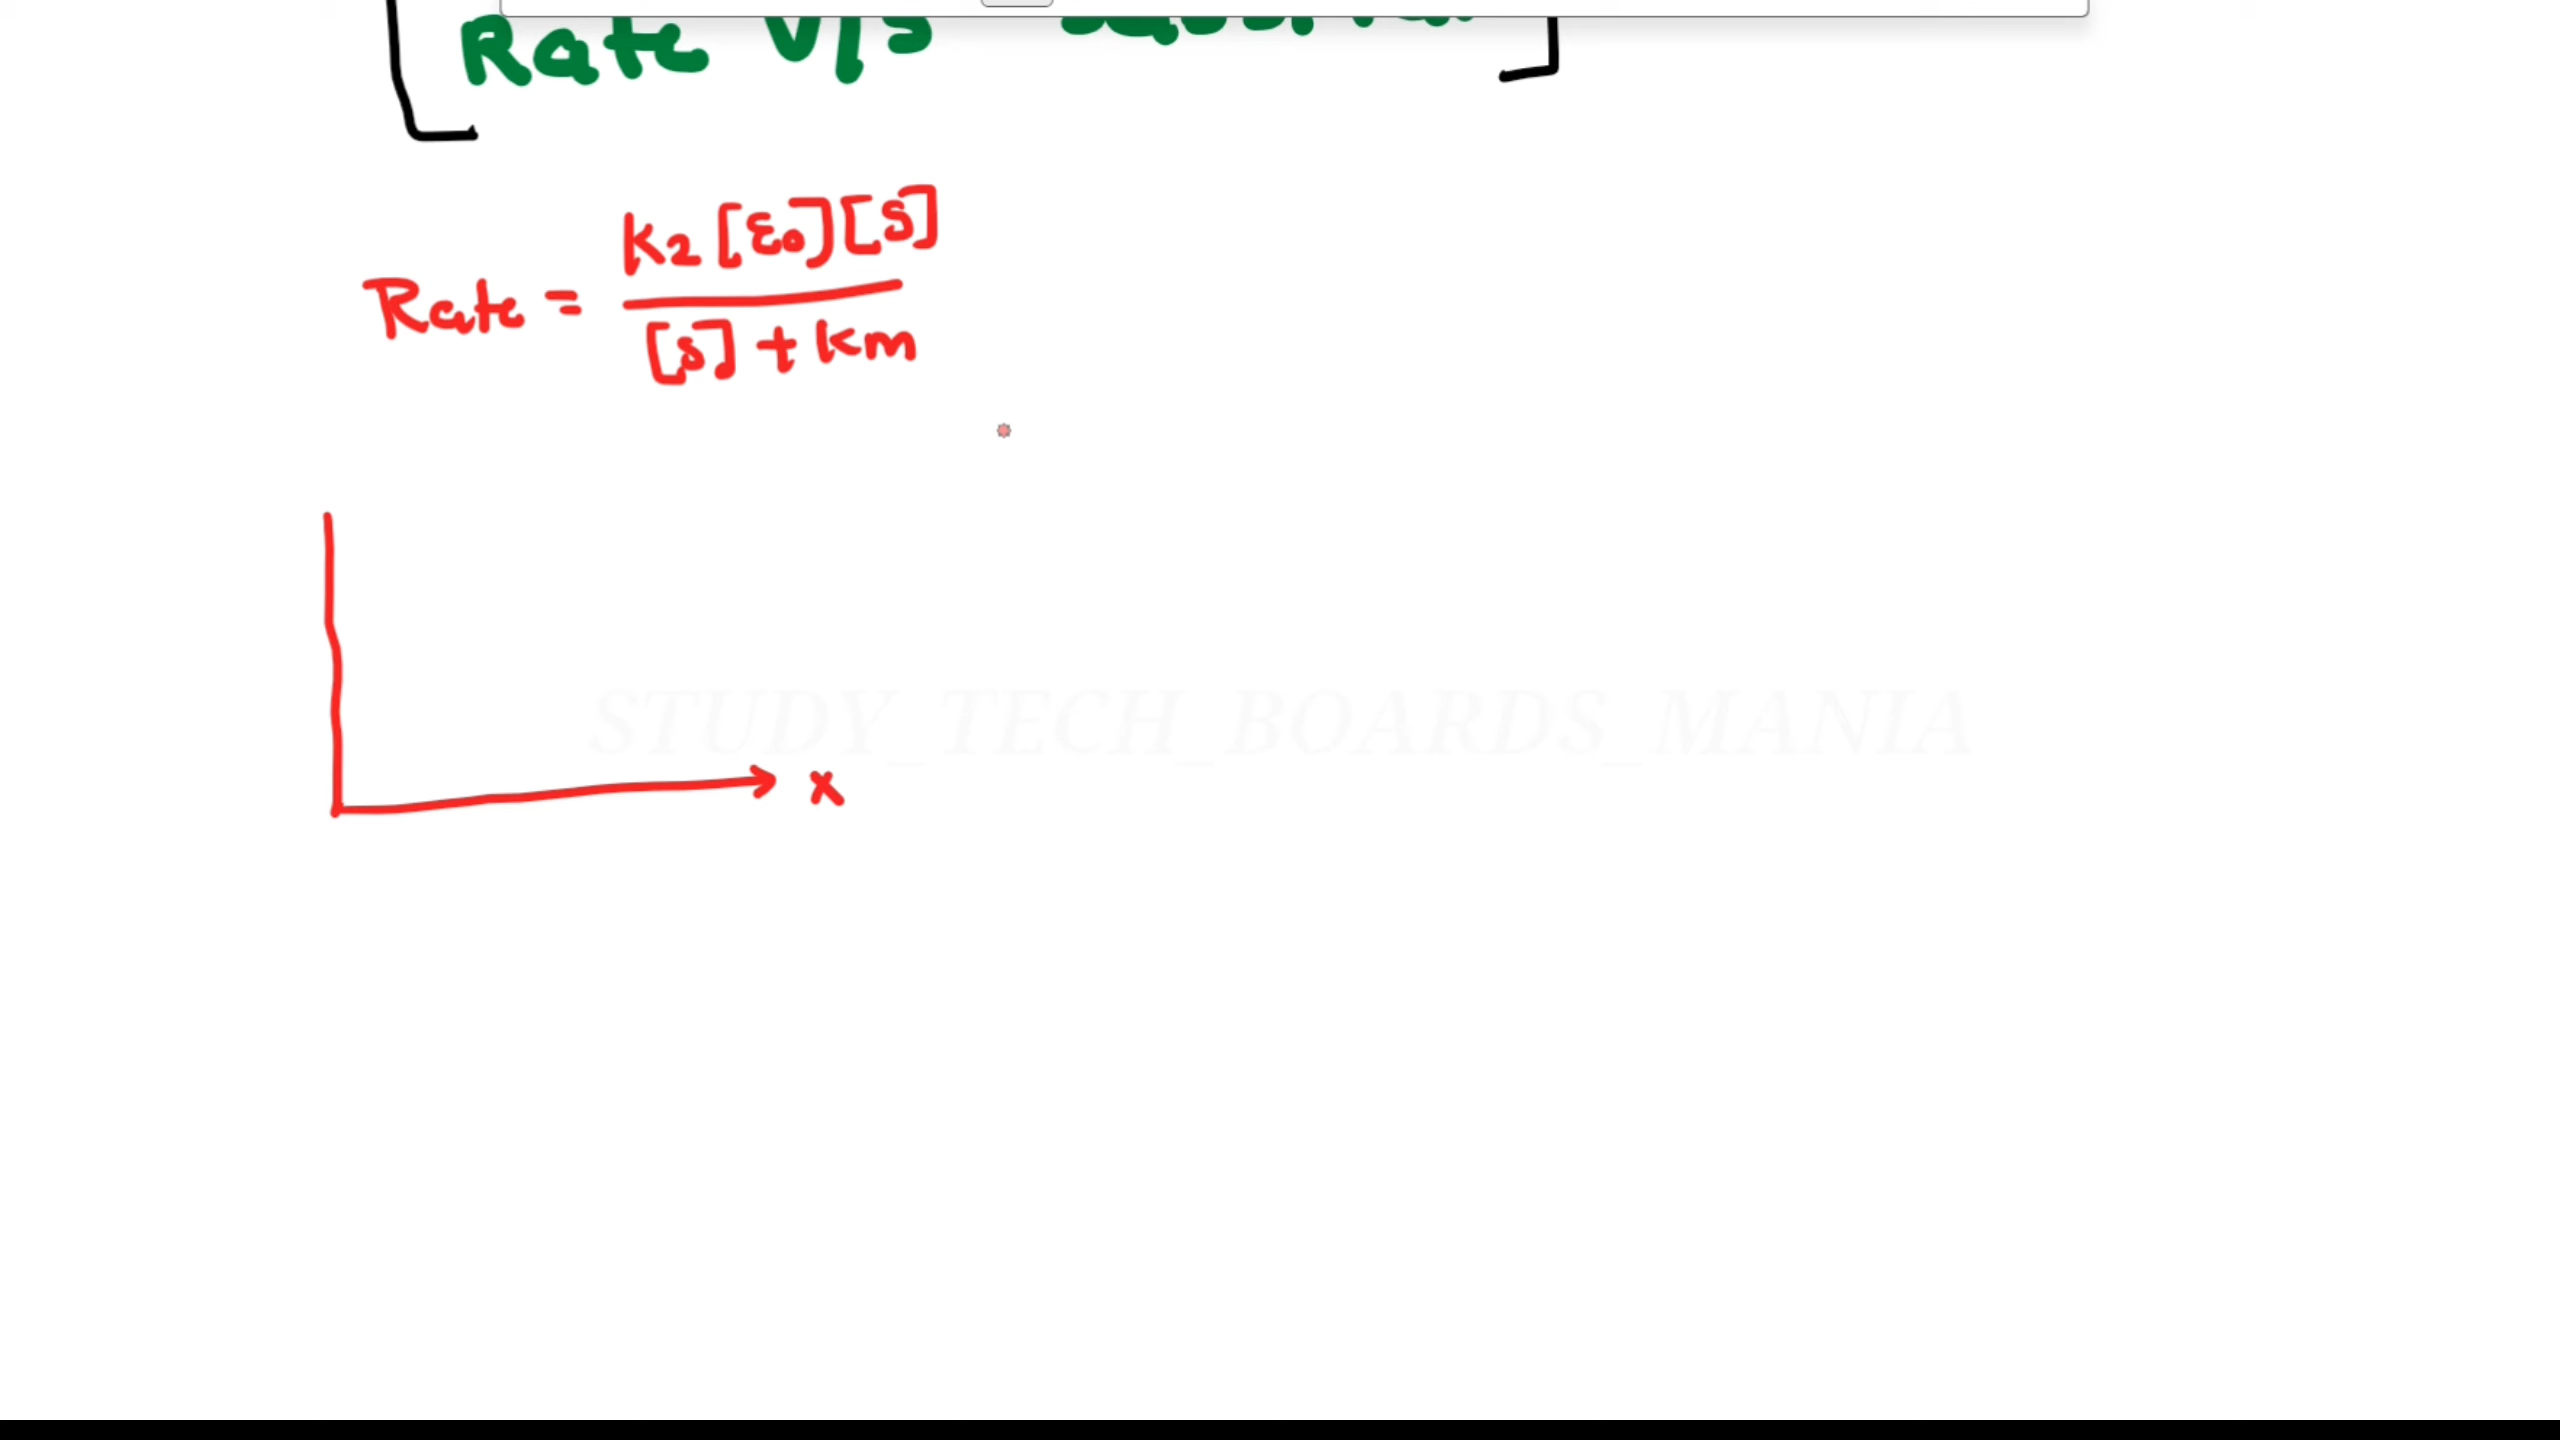 Rate v/s
k2[E0][S]
Rate =
[S] + km
STUDY_TECH_BOARDS_MANIA
x